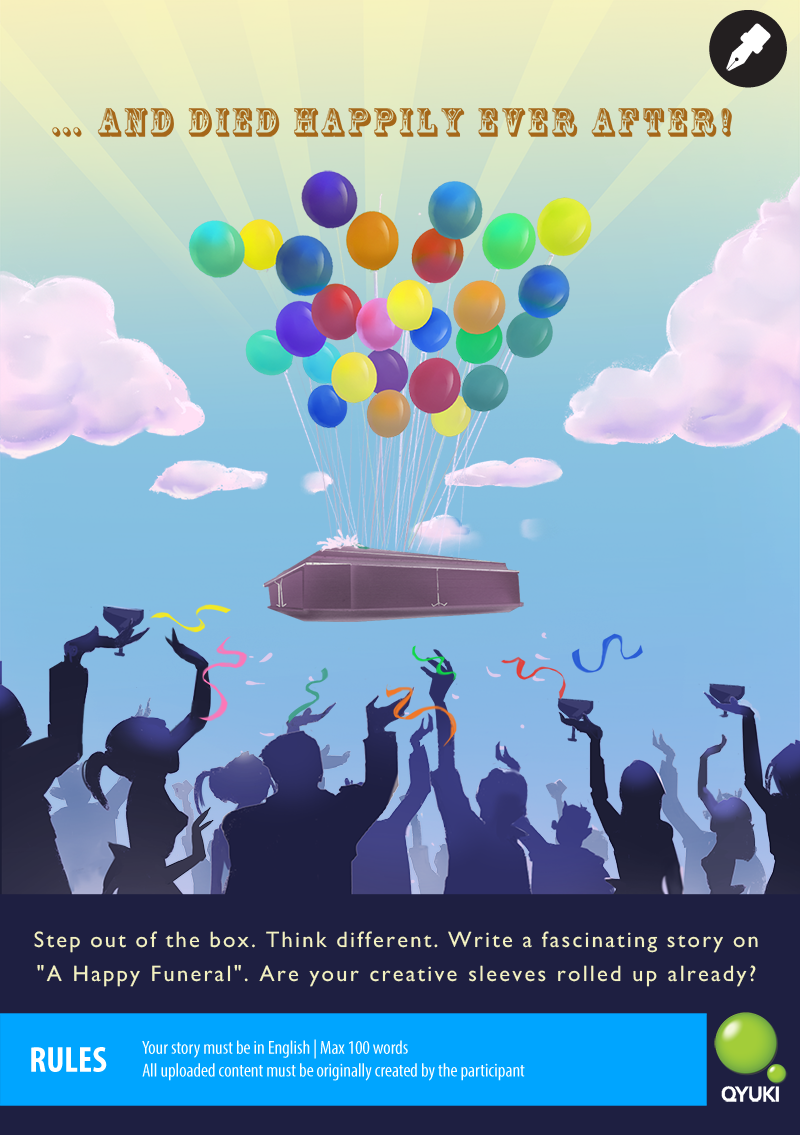 ... AND DIED HAPPILY EVER AFTER!
Step out of the box. Think different. Write a fascinating story on
"A Happy Funeral". Are your creative sleeves rolled up already?
RULES
Your story must be in English | Max 100 words
All uploaded content must be originally created by the participant
QYUKI